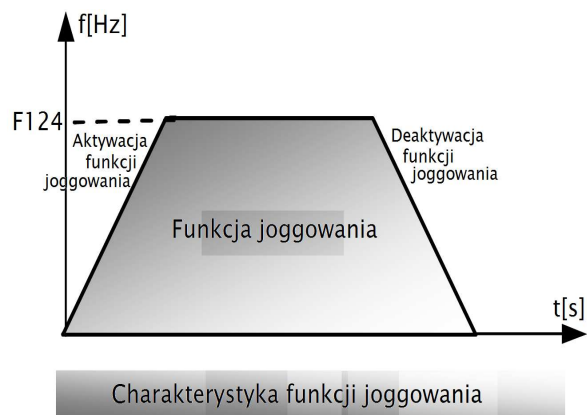 f[Hz]
F124
Aktywacja
funkcji
joggowania
Deaktywacja
funkcji
joggowania
Funkcja joggowania
t[s]
Charakterystyka funkcji joggowania